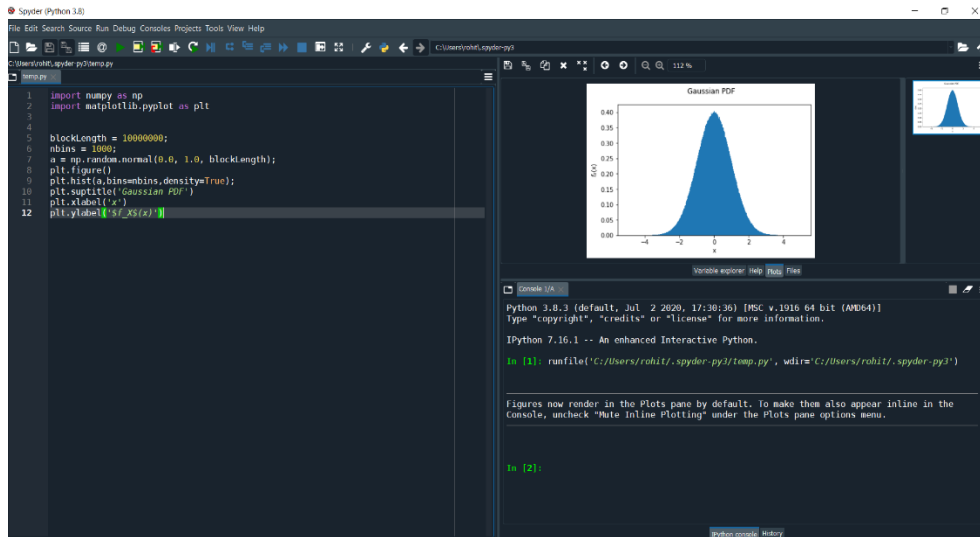 Spyder (Python 3.8)
File Edit Search Source Run Debug Consoles Projects Tools View Help
C:\Users\rohit\.spyder-py3
C:\Users\rohit\.spyder-py3\temp.py
temp.py
1 import numpy as np
2 import matplotlib.pyplot as plt
3
4
5 blockLength = 10000000;
6 nbins = 1000;
7 a = np.random.normal(0.0, 1.0, blockLength);
8 plt.figure()
9 plt.hist(a,bins=nbins,density=True);
10 plt.suptitle('Gaussian PDF')
11 plt.xlabel('x')
12 plt.ylabel('$f_X$(x)')
112 %
Gaussian PDF
0.40
0.35
0.30
0.25
0.20
0.15
0.10
0.05
0.00
−4 −2 0 2 4
x
Variable explorer Help Plots Files
Console 1/A
Python 3.8.3 (default, Jul 2 2020, 17:30:36) [MSC v.1916 64 bit (AMD64)]
Type "copyright", "credits" or "license" for more information.
IPython 7.16.1 -- An enhanced Interactive Python.
In [1]: runfile('C:/Users/rohit/.spyder-py3/temp.py', wdir='C:/Users/rohit/.spyder-py3')
Figures now render in the Plots pane by default. To make them also appear inline in the
Console, uncheck "Mute Inline Plotting" under the Plots pane options menu.
In [2]:
IPython console History